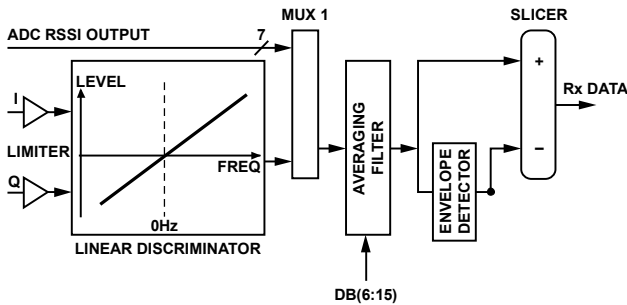 MUX 1
SLICER
ADC RSSI OUTPUT
7
LEVEL
I
LIMITER
Q
FREQ
0Hz
LINEAR DISCRIMINATOR
AVERAGING
FILTER
ENVELOPE
DETECTOR
+
–
Rx DATA
DB(6:15)